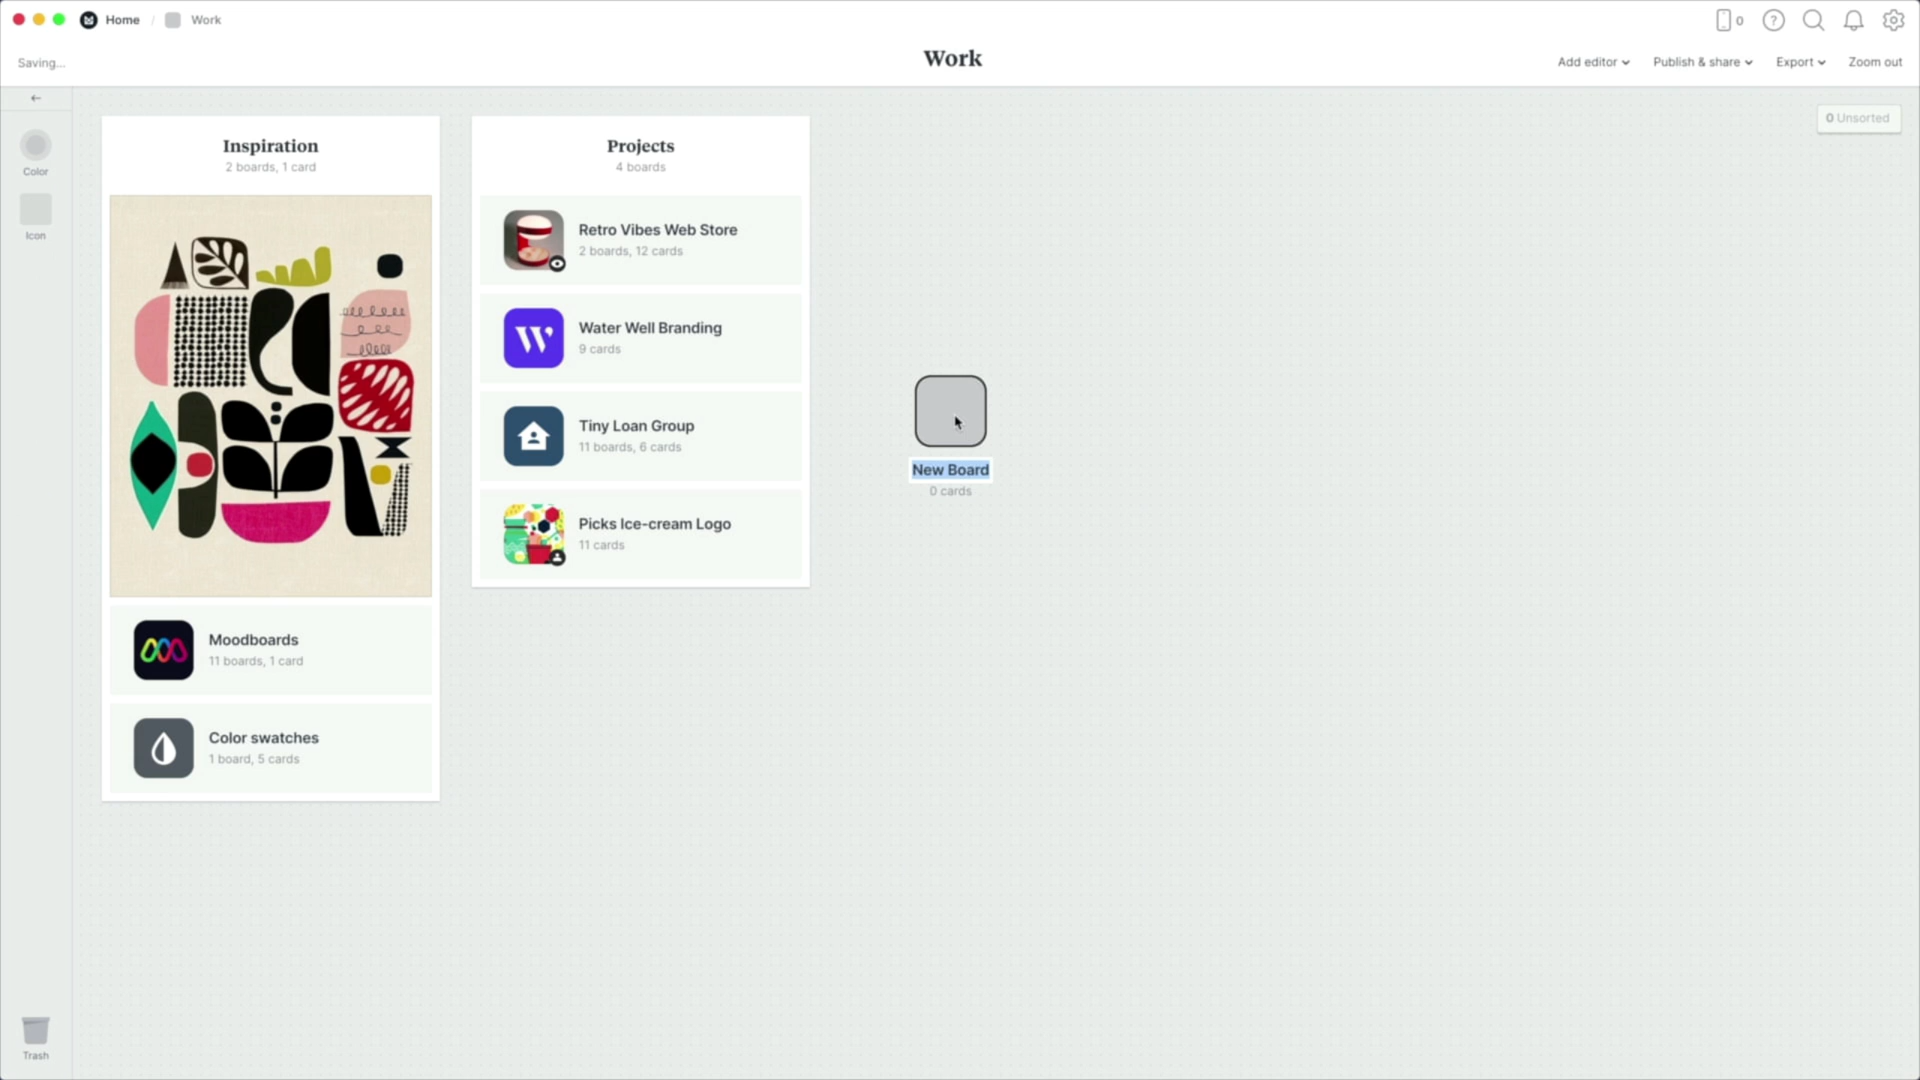 Home / Work
0
Saving...
Work
Add editor
Publish & share
Export
Zoom out
0 Unsorted
Color
Icon
Inspiration
2 boards, 1 card
Moodboards
11 boards, 1 card
Color swatches
1 board, 5 cards
Projects
4 boards
Retro Vibes Web Store
2 boards, 12 cards
Water Well Branding
9 cards
Tiny Loan Group
11 boards, 6 cards
Picks Ice-cream Logo
11 cards
New Board
0 cards
Trash